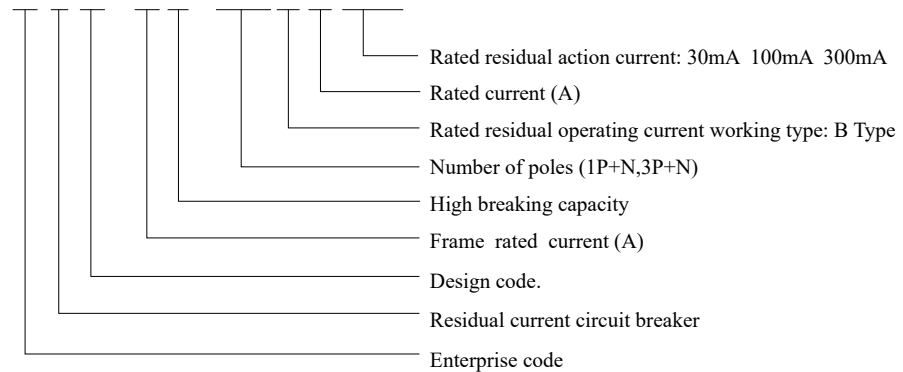 Rated residual action current: 30mA 100mA 300mA
Rated current (A)
Rated residual operating current working type: B Type
Number of poles (1P+N,3P+N)
High breaking capacity
Frame rated current (A)
Design code.
Residual current circuit breaker
Enterprise code